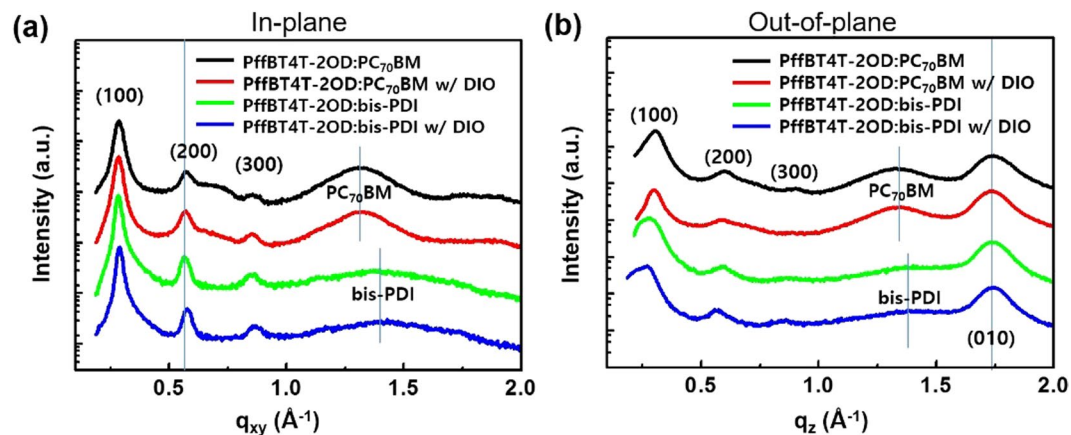 (a)
In-plane
PffBT4T-2OD:PC₇₀BM
PffBT4T-2OD:PC₇₀BM w/ DIO
PffBT4T-2OD:bis-PDI
PffBT4T-2OD:bis-PDI w/ DIO
(100)
(200)
(300)
PC₇₀BM
bis-PDI
Intensity (a.u.)
0.5
1.0
1.5
2.0
qxy (Å⁻¹)
(b)
Out-of-plane
PffBT4T-2OD:PC₇₀BM
PffBT4T-2OD:PC₇₀BM w/ DIO
PffBT4T-2OD:bis-PDI
PffBT4T-2OD:bis-PDI w/ DIO
(100)
(200)
(300)
PC₇₀BM
bis-PDI
(010)
Intensity (a.u.)
0.5
1.0
1.5
2.0
qz (Å⁻¹)